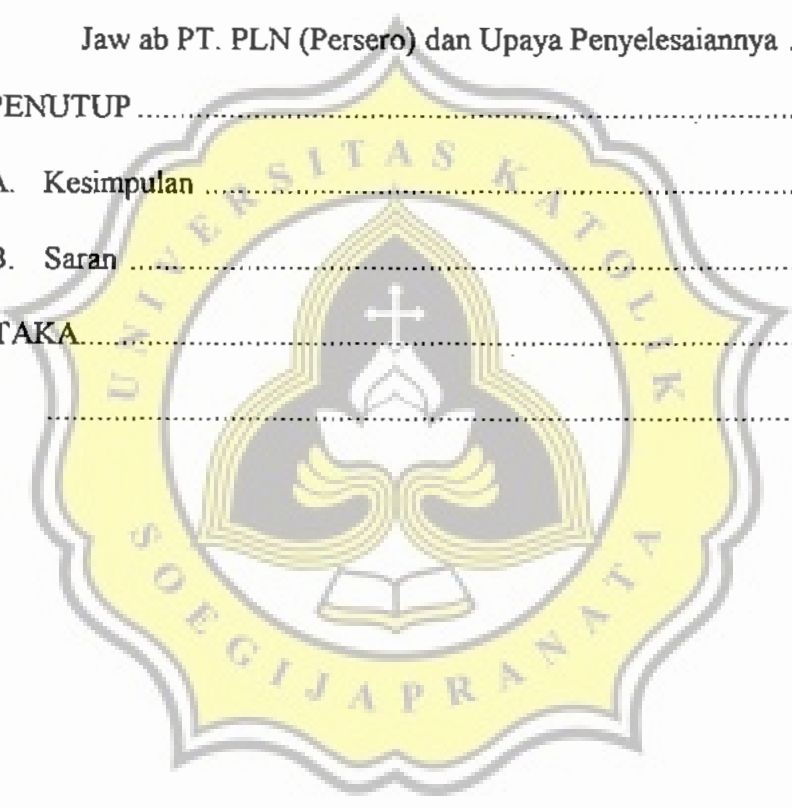 Jaw ab PT. PLN (Persero) dan Upaya Penyelesaiannya .
PENUTUP ..........
A. Kesimpulan ..........
B. Saran ..........
TAKA ..........
..........
UNIVERSITAS KATOLIK
SOEGIJAPRANATA